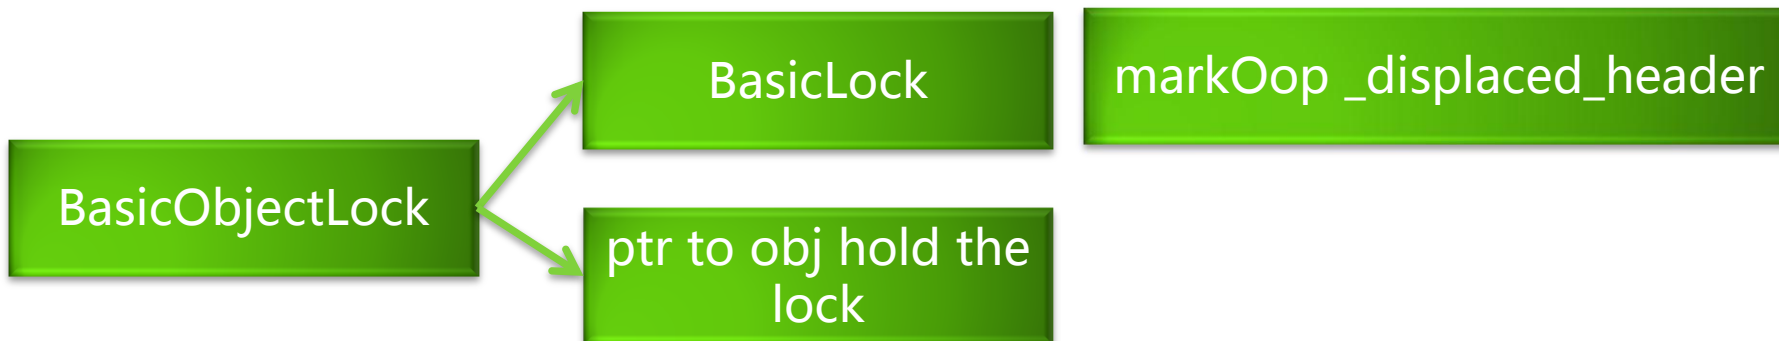 BasicLock
markOop _displaced_header
BasicObjectLock
ptr to obj hold the
lock